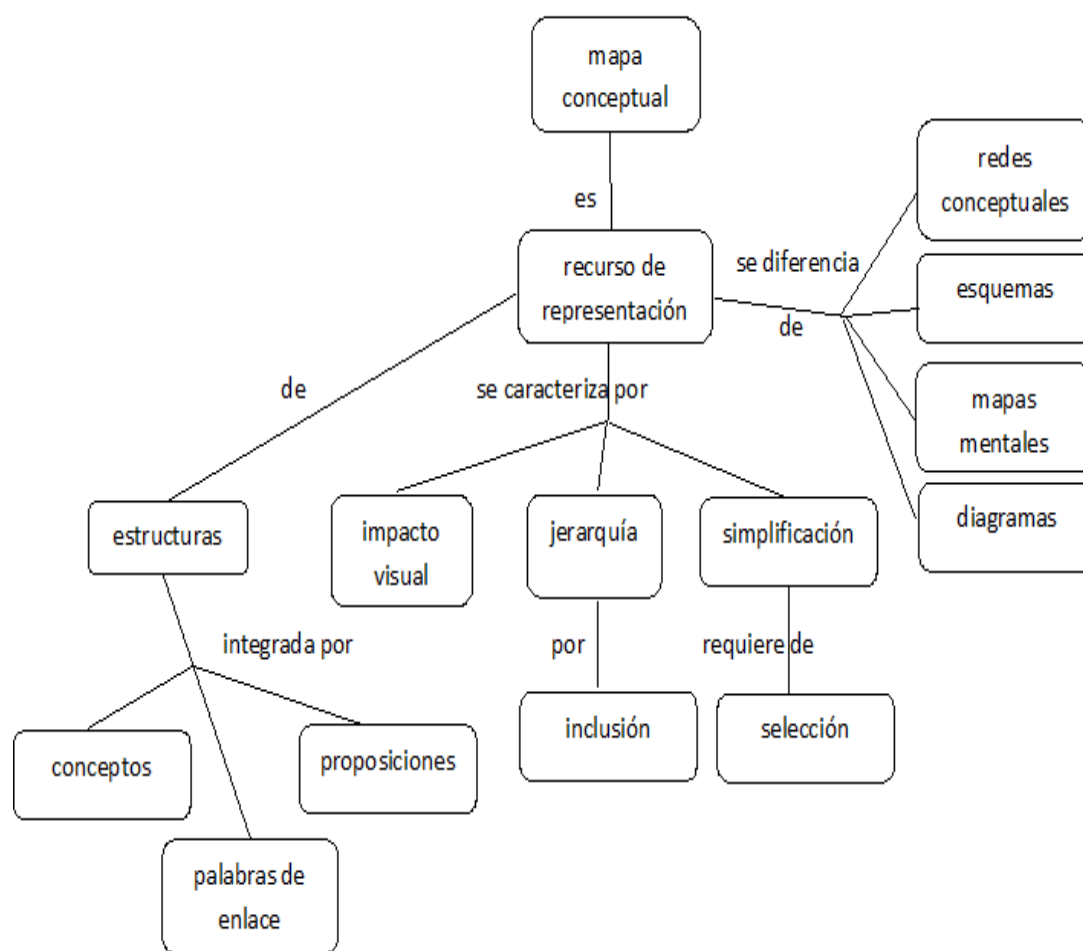 mapa
conceptual
es
recurso de
representación
se diferencia
de
redes
conceptuales
esquemas
mapas
mentales
diagramas
de
se caracteriza por
estructuras
impacto
visual
jerarquía
simplificación
integrada por
por
requiere de
conceptos
proposiciones
palabras de
enlace
inclusión
selección